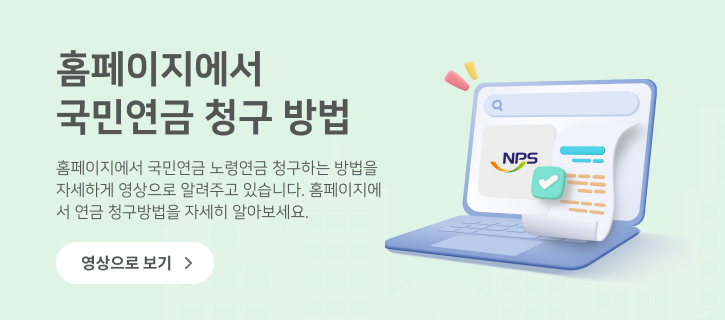 홈페이지에서
국민연금 청구 방법
홈페이지에서 국민연금 노령연금 청구하는 방법을
자세하게 영상으로 알려주고 있습니다. 홈페이지에
서 연금 청구방법을 자세히 알아보세요.
영상으로 보기
NPS